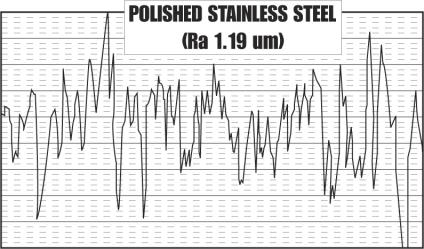 POLISHED STAINLESS STEEL
(Ra 1.19 um)